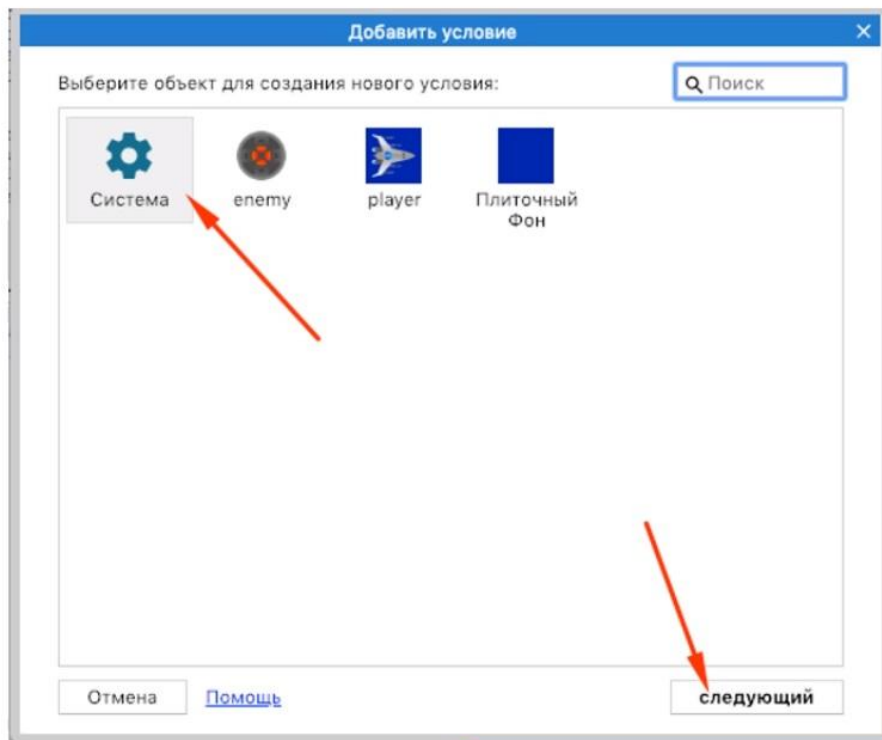 Добавить условие
Выберите объект для создания нового условия:
Поиск
Система
enemy
player
Плиточный
Фон
Отмена
Помощь
следующий